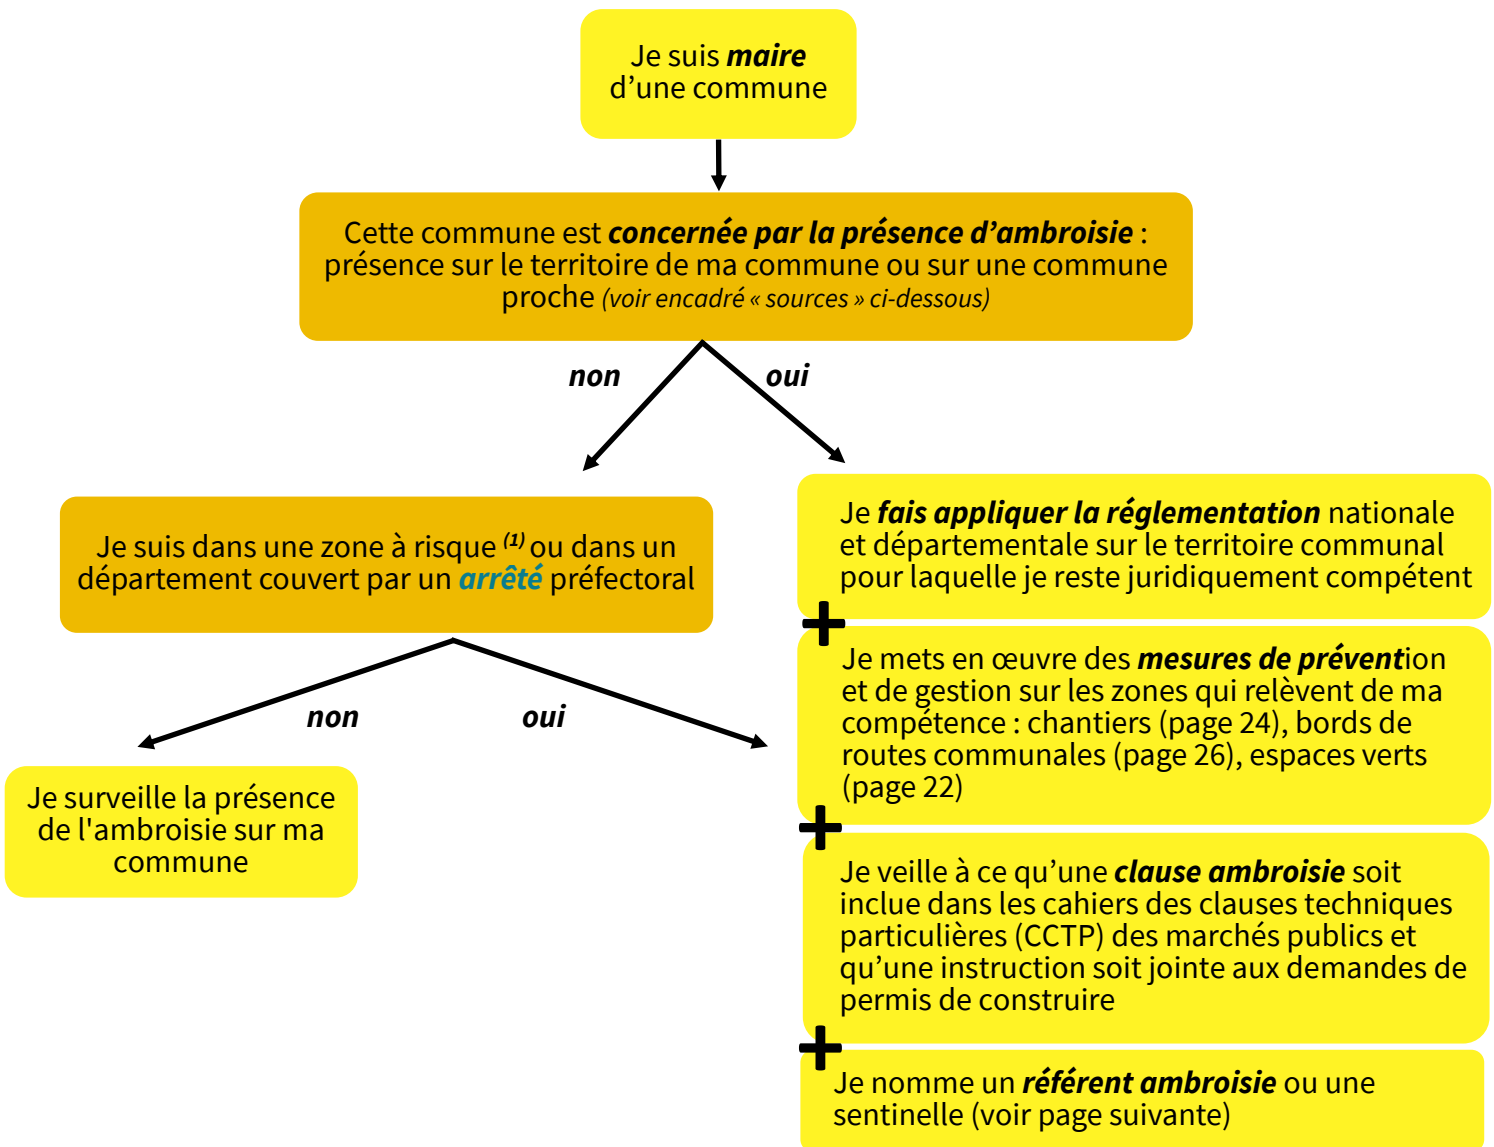 Je suis maire
d’une commune
Cette commune est concernée par la présence d’ambroisie :
présence sur le territoire de ma commune ou sur une commune
proche (voir encadré « sources » ci-dessous)
non
oui
Je suis dans une zone à risque (1) ou dans un
département couvert par un arrêté préfectoral
non
oui
Je surveille la présence
de l'ambroisie sur ma
commune
Je fais appliquer la réglementation nationale
et départementale sur le territoire communal
pour laquelle je reste juridiquement compétent
+
Je mets en œuvre des mesures de prévention
et de gestion sur les zones qui relèvent de ma
compétence : chantiers (page 24), bords de
routes communales (page 26), espaces verts
(page 22)
+
Je veille à ce qu’une clause ambroisie soit
inclue dans les cahiers des clauses techniques
particulières (CCTP) des marchés publics et
qu’une instruction soit jointe aux demandes de
permis de construire
+
Je nomme un référent ambroisie ou une
sentinelle (voir page suivante)